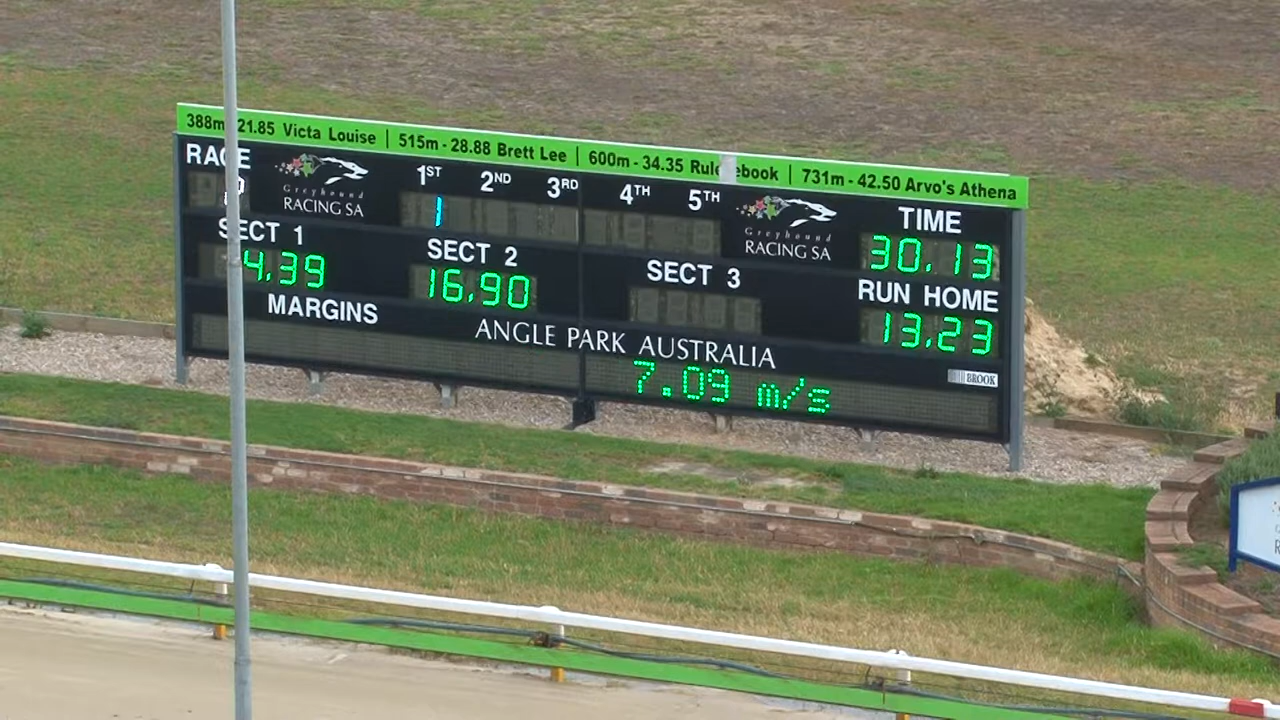 388m 21.85 Victa Louise | 515m - 28.88 Brett Lee | 600m - 34.35 Rule ebook | 731m - 42.50 Arvo's Athena
RACE
Greyhound
RACING SA
1ST 2ND 3RD 4TH 5TH
1
Greyhound
RACING SA
TIME
30.13
SECT 1
4.39
SECT 2
16.90
SECT 3
RUN HOME
13.23
MARGINS
ANGLE PARK AUSTRALIA
7.09 m/s
BROOK